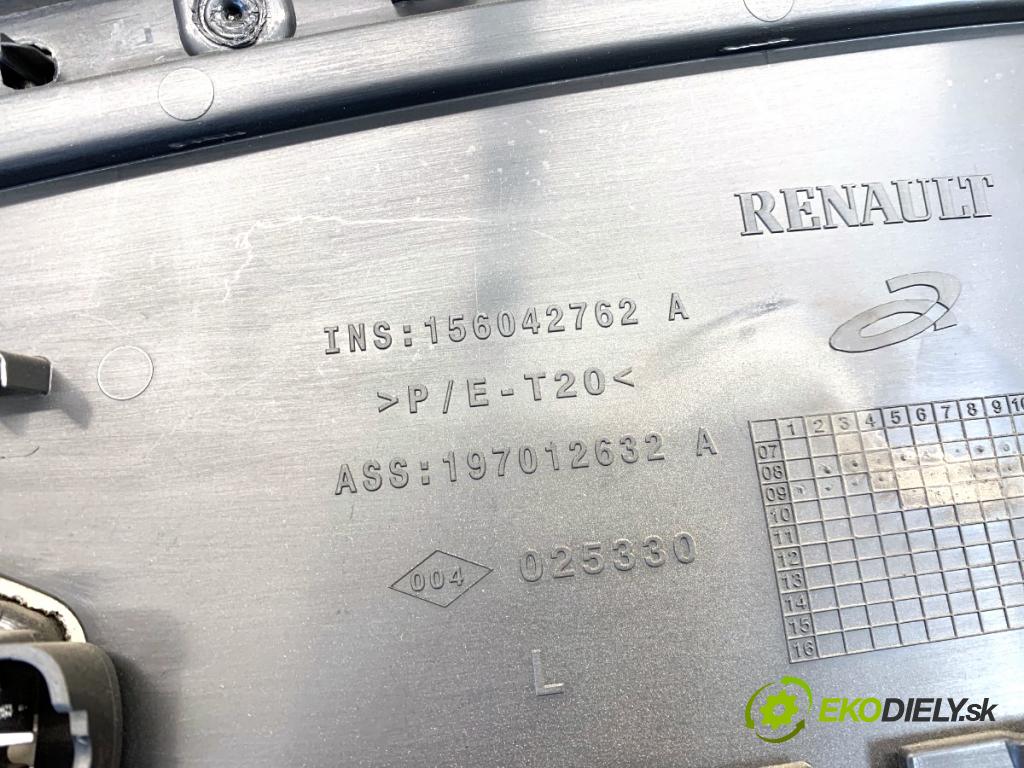 RENAULT
INS:156042762 A
>P/E-T20<
ASS:197012632 A
1 2 3 4 5 6 7 8 9 10
07
08
09
10
11
12
13
14
15
16
004 025330
L
EKODIELY.sk